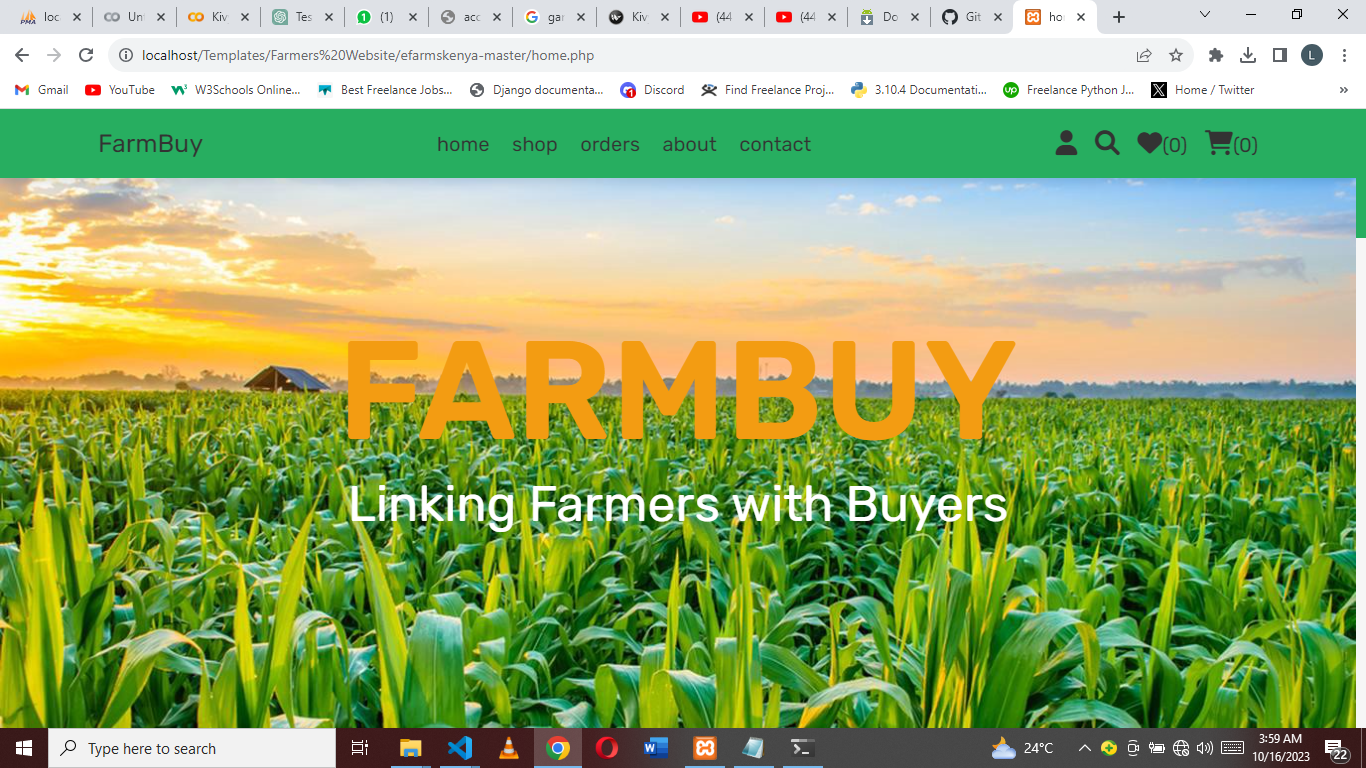 loc
Unt
Kiv
Tes
(1)
acc
gar
Kiv
(44
(44
Do
Git
ho
localhost/Templates/Farmers%20Website/efarmskenya-master/home.php
L
Gmail
YouTube
W3Schools Online...
Best Freelance Jobs...
Django documenta...
Discord
Find Freelance Proj...
3.10.4 Documentati...
Freelance Python J...
Home / Twitter
»
FarmBuy
home
shop
orders
about
contact
(0)
(0)
FARMBUY
Linking Farmers with Buyers
Type here to search
24°C
3:59 AM
10/16/2023
22